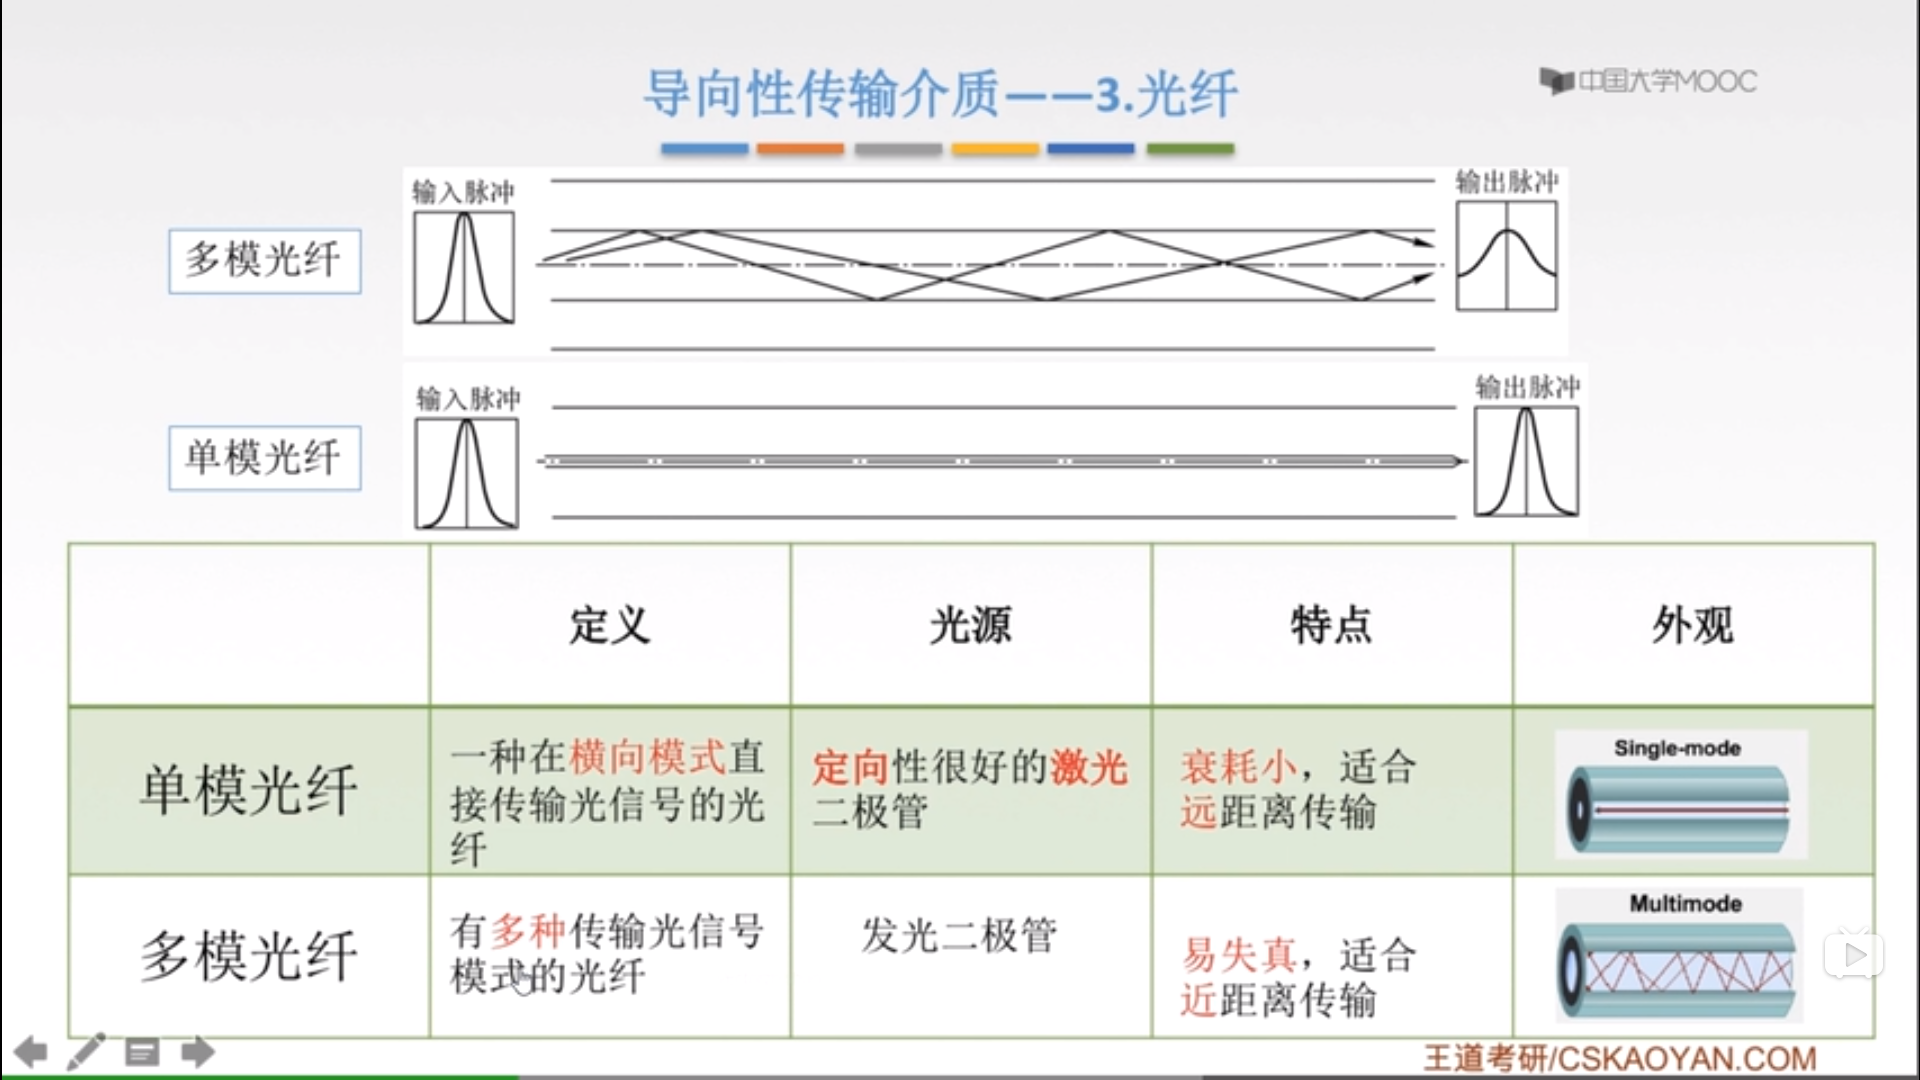 导向性传输介质——3.光纤
中国大学MOOC
输入脉冲
输出脉冲
多模光纤
输入脉冲
输出脉冲
单模光纤
定义
光源
特点
外观
单模光纤
一种在横向模式直
接传输光信号的光
纤
定向性很好的激光
二极管
衰耗小，适合
远距离传输
Single-mode
多模光纤
有多种传输光信号
模式的光纤
发光二极管
易失真，适合
近距离传输
Multimode
王道考研/CSKAOYAN.COM